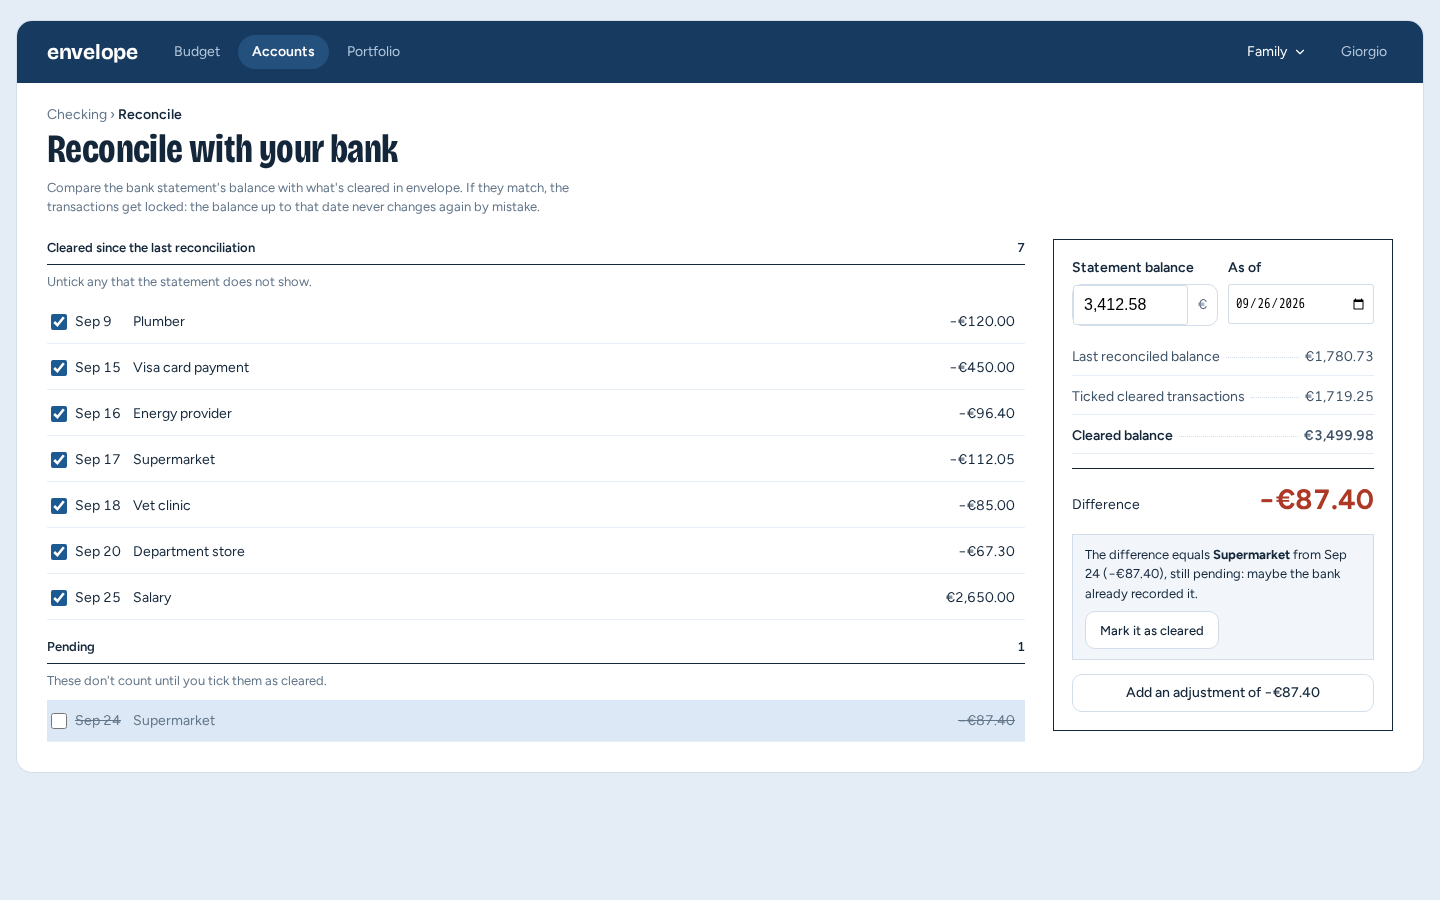 envelope
Budget
Accounts
Portfolio
Family
Giorgio
Checking › Reconcile
Reconcile with your bank
Compare the bank statement's balance with what's cleared in envelope. If they match, the
transactions get locked: the balance up to that date never changes again by mistake.
Cleared since the last reconciliation 7
Untick any that the statement does not show.
Sep 9 Plumber −€120.00
Sep 15 Visa card payment −€450.00
Sep 16 Energy provider −€96.40
Sep 17 Supermarket −€112.05
Sep 18 Vet clinic −€85.00
Sep 20 Department store −€67.30
Sep 25 Salary €2,650.00
Pending 1
These don't count until you tick them as cleared.
Sep 24 Supermarket −€87.40
Statement balance
As of
3,412.58 €
09/26/2026
Last reconciled balance €1,780.73
Ticked cleared transactions €1,719.25
Cleared balance €3,499.98
Difference −€87.40
The difference equals Supermarket from Sep
24 (−€87.40), still pending: maybe the bank
already recorded it.
Mark it as cleared
Add an adjustment of −€87.40